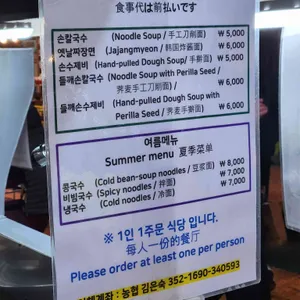 食事代は前払いです
손칼국수 (Noodle Soup / 手工刀削面) ₩ 5,000
옛날짜장면 (Jajangmyeon / 韩国炸酱面) ₩ 6,000
손수제비 (Hand-pulled Dough Soup / 手擀面) ₩ 5,000
들깨손칼국수 (Noodle Soup with Perilla Seed / 荞麦手工刀削面) ₩ 6,000
들깨손수제비 (Hand-pulled Dough Soup with
Perilla Seed / 荞麦手擀面) ₩ 6,000
여름메뉴
Summer menu 夏季菜单
콩국수 (Cold bean-soup noodles / 豆浆面) ₩ 8,000
비빔국수 (Spicy noodles / 拌面) ₩ 7,000
냉국수 (Cold noodles / 冷面) ₩ 7,000
※ 1인 1주문 식당 입니다.
每人一份的餐厅
Please order at least one per person
농협 김은숙 352-1690-340593